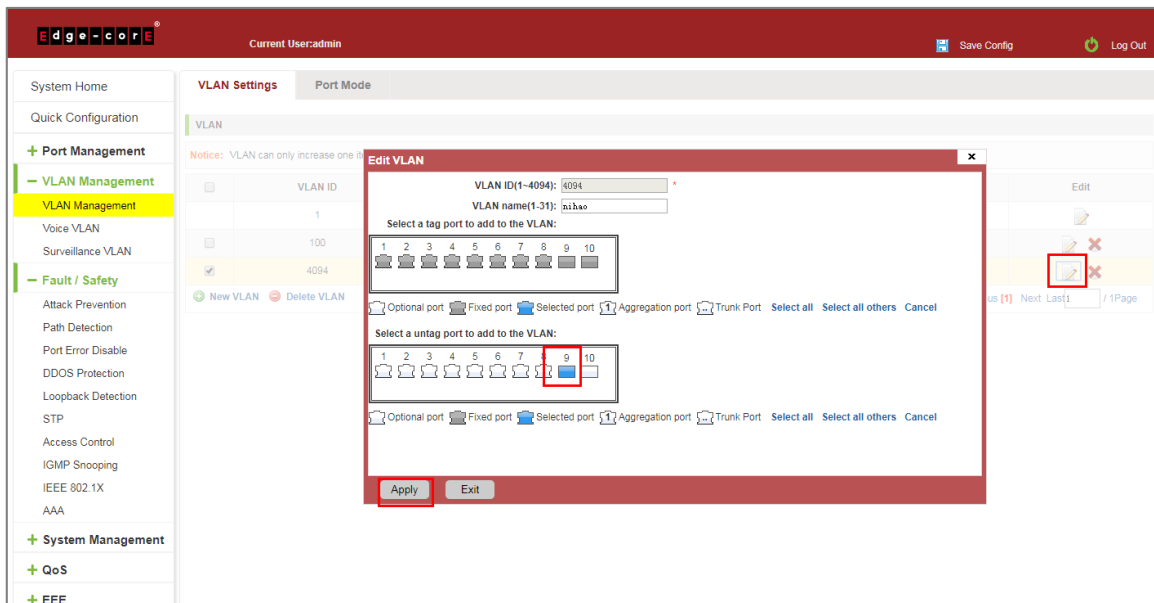 Edge-corE®
Current User:admin
Save Config
Log Out
System Home
Quick Configuration
+ Port Management
− VLAN Management
VLAN Management
Voice VLAN
Surveillance VLAN
− Fault / Safety
Attack Prevention
Path Detection
Port Error Disable
DDOS Protection
Loopback Detection
STP
Access Control
IGMP Snooping
IEEE 802.1X
AAA
+ System Management
+ QoS
+ EEE
VLAN Settings Port Mode
VLAN
Notice: VLAN can only increase one
VLAN ID Edit
1
100
4094
New VLAN Delete VLAN
[1] Next Last 1 / 1Page
Edit VLAN x
VLAN ID(1~4094): 4094 *
VLAN name(1-31): nihao
Select a tag port to add to the VLAN:
1 2 3 4 5 6 7 8 9 10
Optional port Fixed port Selected port 1 Aggregation port Trunk Port Select all Select all others Cancel
Select a untag port to add to the VLAN:
1 2 3 4 5 6 7 8 9 10
Optional port Fixed port Selected port 1 Aggregation port Trunk Port Select all Select all others Cancel
Apply Exit